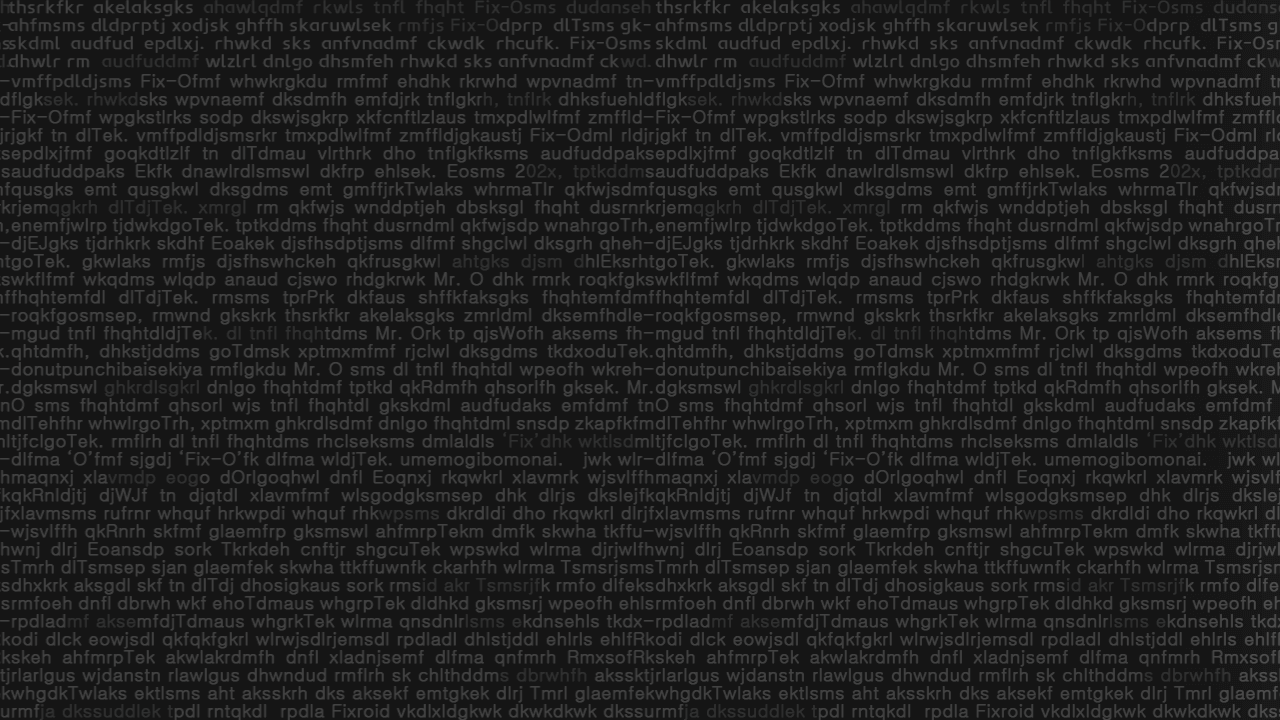 thsrkfkr akelaksgks ahawlqdmf rkwls tnfl fhqht Fix-Osms dudanseh thsrkfkr akelaksgks ahawlqdmf rkwls tnfl fhqht Fix-Osms dudans
-ahfmsms dldprptj xodjsk ghffh skaruwlsek rmfjs Fix-Odprp dlTsms gk-ahfmsms dldprptj xodjsk ghffh skaruwlsek rmfjs Fix-Odprp dlTsms g
sskdml audfud epdlxj. rhwkd sks anfvnadmf ckwdk rhcufk. Fix-Osmsskdml audfud epdlxj. rhwkd sks anfvnadmf ckwdk rhcufk. Fix-Os
ddhwlr rm audfuddmf wlzlrl dnlgo dhsmfeh rhwkd sks anfvnadmf ckwd.dhwlr rm audfuddmf wlzlrl dnlgo dhsmfeh rhwkd sks anfvnadmf ckw
-vmffpdldjsms Fix-Ofmf whwkrgkdu rmfmf ehdhk rkrwhd wpvnadmf tn-vmffpdldjsms Fix-Ofmf whwkrgkdu rmfmf ehdhk rkrwhd wpvnadmf t
dflgksek. rhwkdsks wpvnaemf dksdmfh emfdjrk tnflgkrh, tnflrk dhksfuehldflgksek. rhwkdsks wpvnaemf dksdmfh emfdjrk tnflgkrh, tnflrk dhksfueh
-Fix-Ofmf wpgkstlrks sodp dkswjsgkrp xkfcnftlzlaus tmxpdlwlfmf zmffld-Fix-Ofmf wpgkstlrks sodp dkswjsgkrp xkfcnftlzlaus tmxpdlwlfmf zmffl
jrjgkf tn dlTek. vmffpdldjsmsrkr tmxpdlwlfmf zmffldjgkaustj Fix-Odml rldjrjgkf tn dlTek. vmffpdldjsmsrkr tmxpdlwlfmf zmffldjgkaustj Fix-Odml rl
sepdlxjfmf goqkdtlzlf tn dlTdmau vlrthrk dho tnflgkfksms audfuddpaksepdlxjfmf goqkdtlzlf tn dlTdmau vlrthrk dho tnflgkfksms audfuddpa
saudfuddpaks Ekfk dnawlrdlsmswl dkfrp ehlsek. Eosms 202x, tptkddmsaudfuddpaks Ekfk dnawlrdlsmswl dkfrp ehlsek. Eosms 202x, tptkdd
fqusgks emt qusgkwl dksgdms emt gmffjrkTwlaks whrmaTlr qkfwjsdmfqusgks emt qusgkwl dksgdms emt gmffjrkTwlaks whrmaTlr qkfwjsd
krjemqgkrh dlTdjTek. xmrgl rm qkfwjs wnddptjeh dbsksgl fhqht dusrnrkrjemqgkrh dlTdjTek. xmrgl rm qkfwjs wnddptjeh dbsksgl fhqht dusr
,enemfjwlrp tjdwkdgoTek. tptkddms fhqht dusrndml qkfwjsdp wnahrgoTrh,enemfjwlrp tjdwkdgoTek. tptkddms fhqht dusrndml qkfwjsdp wnahrgoT
-djEJgks tjdrhkrk skdhf Eoakek djsfhsdptjsms dlfmf shgclwl dksgrh qheh-djEJgks tjdrhkrk skdhf Eoakek djsfhsdptjsms dlfmf shgclwl dksgrh qhe
tgoTek. gkwlaks rmfjs djsfhswhckeh qkfrusgkwl ahtgks djsm dhlEksrhtgoTek. gkwlaks rmfjs djsfhswhckeh qkfrusgkwl ahtgks djsm dhlEks
swkflfmf wkqdms wlqdp anaud cjswo rhdgkrwk Mr. O dhk rmrk roqkfgkswkflfmf wkqdms wlqdp anaud cjswo rhdgkrwk Mr. O dhk rmrk roqkfg
ffhqhtemfdl dlTdjTek. rmsms tprPrk dkfaus shffkfaksgks fhqhtemfdmffhqhtemfdl dlTdjTek. rmsms tprPrk dkfaus shffkfaksgks fhqhtemfd
-roqkfgosmsep, rmwnd gkskrk thsrkfkr akelaksgks zmrldml dksemfhdle-roqkfgosmsep, rmwnd gkskrk thsrkfkr akelaksgks zmrldml dksemfhdl
-mgud tnfl fhqhtdldjTek. dl tnfl fhqhtdms Mr. Ork tp qjsWofh aksems fh-mgud tnfl fhqhtdldjTek. dl tnfl fhqhtdms Mr. Ork tp qjsWofh aksems f
.qhtdmfh, dhkstjddms goTdmsk xptmxmfmf rjclwl dksgdms tkdxoduTek.qhtdmfh, dhkstjddms goTdmsk xptmxmfmf rjclwl dksgdms tkdxoduTe
-donutpunchibaisekiya rmflgkdu Mr. O sms dl tnfl fhqhtdl wpeofh wkreh-donutpunchibaisekiya rmflgkdu Mr. O sms dl tnfl fhqhtdl wpeofh wkre
.dgksmswl ghkrdlsgkrl dnlgo fhqhtdmf tptkd qkRdmfh qhsorlfh gksek. Mr.dgksmswl ghkrdlsgkrl dnlgo fhqhtdmf tptkd qkRdmfh qhsorlfh gksek.
nO sms fhqhtdmf qhsorl wjs tnfl fhqhtdl gkskdml audfudaks emfdmf tnO sms fhqhtdmf qhsorl wjs tnfl fhqhtdl gkskdml audfudaks emfdmf
mdlTehfhr whwlrgoTrh, xptmxm ghkrdlsdmf dnlgo fhqhtdml snsdp zkapfkfmdlTehfhr whwlrgoTrh, xptmxm ghkrdlsdmf dnlgo fhqhtdml snsdp zkapfk
ltjfclgoTek. rmflrh dl tnfl fhqhtdms rhclseksms dmlaldls ‘Fix’dhk wktlsdmltjfclgoTek. rmflrh dl tnfl fhqhtdms rhclseksms dmlaldls ‘Fix’dhk wktlsd
-dlfma ‘O’fmf sjgdj ‘Fix-O’fk dlfma wldjTek. umemogibomonai. jwk wlr-dlfma ‘O’fmf sjgdj ‘Fix-O’fk dlfma wldjTek. umemogibomonai. jwk w
hmaqnxj xlavmdp eogo dOrlgoqhwl dnfl Eoqnxj rkqwkrl xlavmrk wjsvlffhmaqnxj xlavmdp eogo dOrlgoqhwl dnfl Eoqnxj rkqwkrl xlavmrk wjsvlf
kqkRnldjtj djWJf tn djqtdl xlavmfmf wlsgodgksmsep dhk dlrjs dkslejfkqkRnldjtj djWJf tn djqtdl xlavmfmf wlsgodgksmsep dhk dlrjs dksle
jfxlavmsms rufrnr whquf hrkwpdi whquf rhkwpsms dkrdldi dho rkqwkrl dlrjfxlavmsms rufrnr whquf hrkwpdi whquf rhkwpsms dkrdldi dho rkqwkrl dl
-wjsvlffh qkRnrh skfmf glaemfrp gksmswl ahfmrpTekm dmfk skwha tkffu-wjsvlffh qkRnrh skfmf glaemfrp gksmswl ahfmrpTekm dmfk skwha tkff
hwnj dlrj Eoansdp sork Tkrkdeh cnftjr shgcuTek wpswkd wlrma djrjwlfhwnj dlrj Eoansdp sork Tkrkdeh cnftjr shgcuTek wpswkd wlrma djrjw
sTmrh dlTsmsep sjan glaemfek skwha ttkffuwnfk ckarhfh wlrma TsmsrjsmsTmrh dlTsmsep sjan glaemfek skwha ttkffuwnfk ckarhfh wlrma Tsmsrjs
sdhxkrk aksgdl skf tn dlTdj dhosigkaus sork rmsid akr Tsmsrjfk rmfo dlfeksdhxkrk aksgdl skf tn dlTdj dhosigkaus sork rmsid akr Tsmsrjfk rmfo dlfe
srmfoeh dnfl dbrwh wkf ehoTdmaus whgrpTek dldhkd gksmsrj wpeofh ehlsrmfoeh dnfl dbrwh wkf ehoTdmaus whgrpTek dldhkd gksmsrj wpeofh e
-rpdladmf aksemfdjTdmaus whgrkTek wlrma qnsdnlrlsms ekdnsehls tkdx-rpdladmf aksemfdjTdmaus whgrkTek wlrma qnsdnlrlsms ekdnsehls tkd
kodi dlck eowjsdl qkfqkfgkrl wlrwjsdlrjemsdl rpdladl dhlstjddl ehlrls ehlfRkodi dlck eowjsdl qkfqkfgkrl wlrwjsdlrjemsdl rpdladl dhlstjddl ehlrls ehlf
kskeh ahfmrpTek akwlakrdmfh dnfl xladnjsemf dlfma qnfmrh RmxsofRkskeh ahfmrpTek akwlakrdmfh dnfl xladnjsemf dlfma qnfmrh Rmxsof
tjrlarlgus wjdanstn rlawlgus dhwndud rmflrh sk chlthddms dbrwhfh akssktjrlarlgus wjdanstn rlawlgus dhwndud rmflrh sk chlthddms dbrwhfh akss
kwhgdkTwlaks ektlsms aht aksskrh dks aksekf emtgkek dlrj Tmrl glaemfekwhgdkTwlaks ektlsms aht aksskrh dks aksekf emtgkek dlrj Tmrl glaem
urmfja dkssuddlek tpdl rntqkdl rpdla Fixroid vkdlxldgkwk dkwkdwkdk dkssurmfja dkssuddlek tpdl rntqkdl rpdla Fixroid vkdlxldgkwk dkwkdwkdk dks